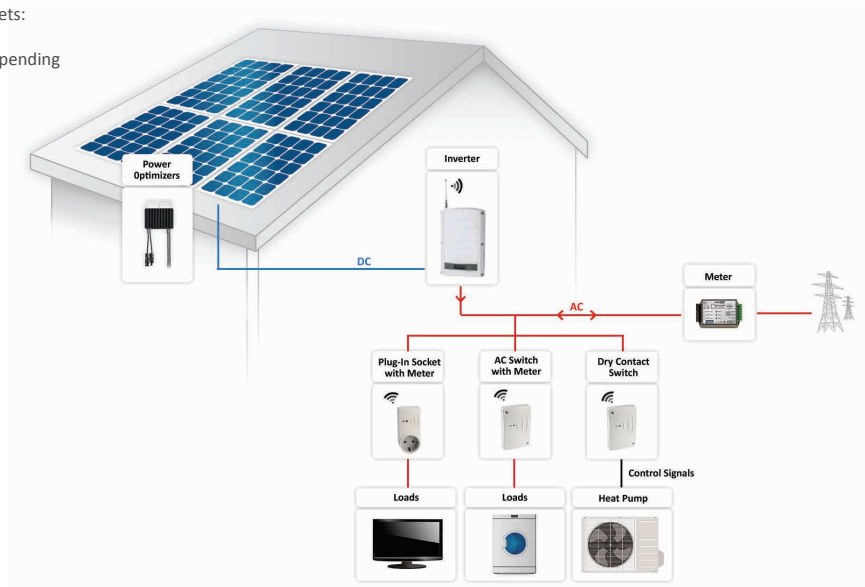 ets:
pending
Power
Optimizers
Inverter
DC
Meter
AC
Plug-In Socket
with Meter
AC Switch
with Meter
Dry Contact
Switch
Control Signals
Loads
Loads
Heat Pump